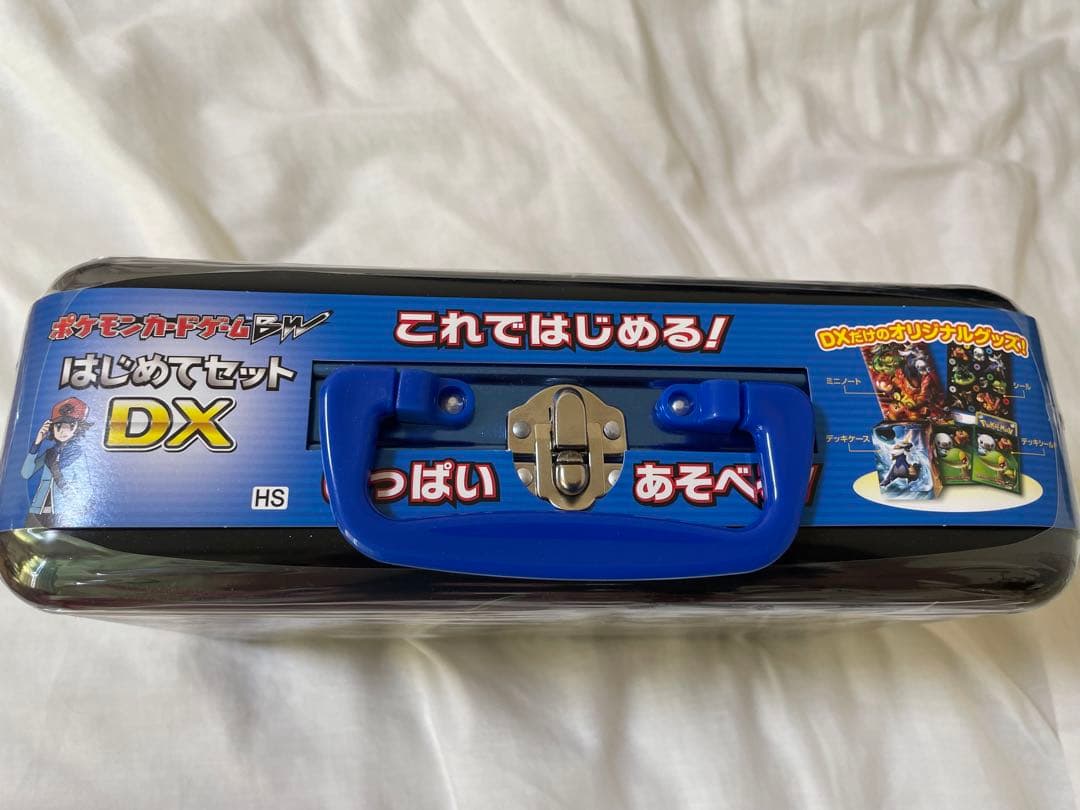 ポケモンカードゲームBW
はじめてセット
DX
HS
これではじめる!
っぱい あそべ
DXだけのオリジナルグッズ!
ミニノート
シール
デッキケース
デッキシール